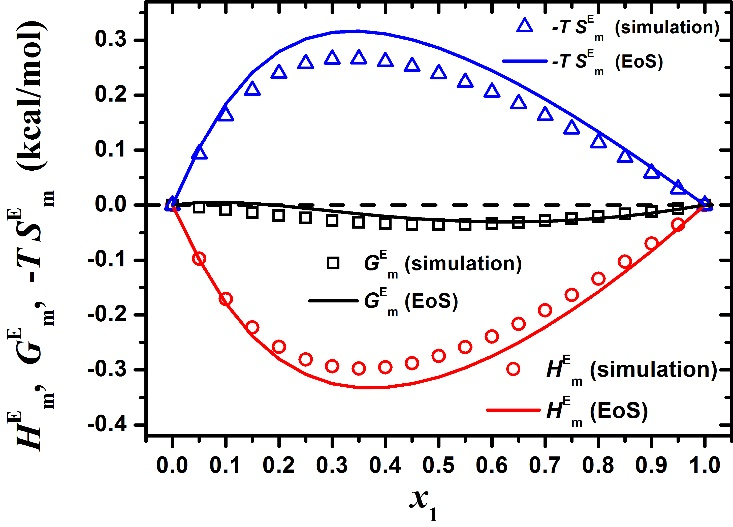 H^E_m, G^E_m, -T S^E_m (kcal/mol)
0.3
0.2
0.1
0.0
-0.1
-0.2
-0.3
-0.4
-T S^E_m (simulation)
-T S^E_m (EoS)
G^E_m (simulation)
G^E_m (EoS)
H^E_m (simulation)
H^E_m (EoS)
0.0 0.1 0.2 0.3 0.4 0.5 0.6 0.7 0.8 0.9 1.0
x_1